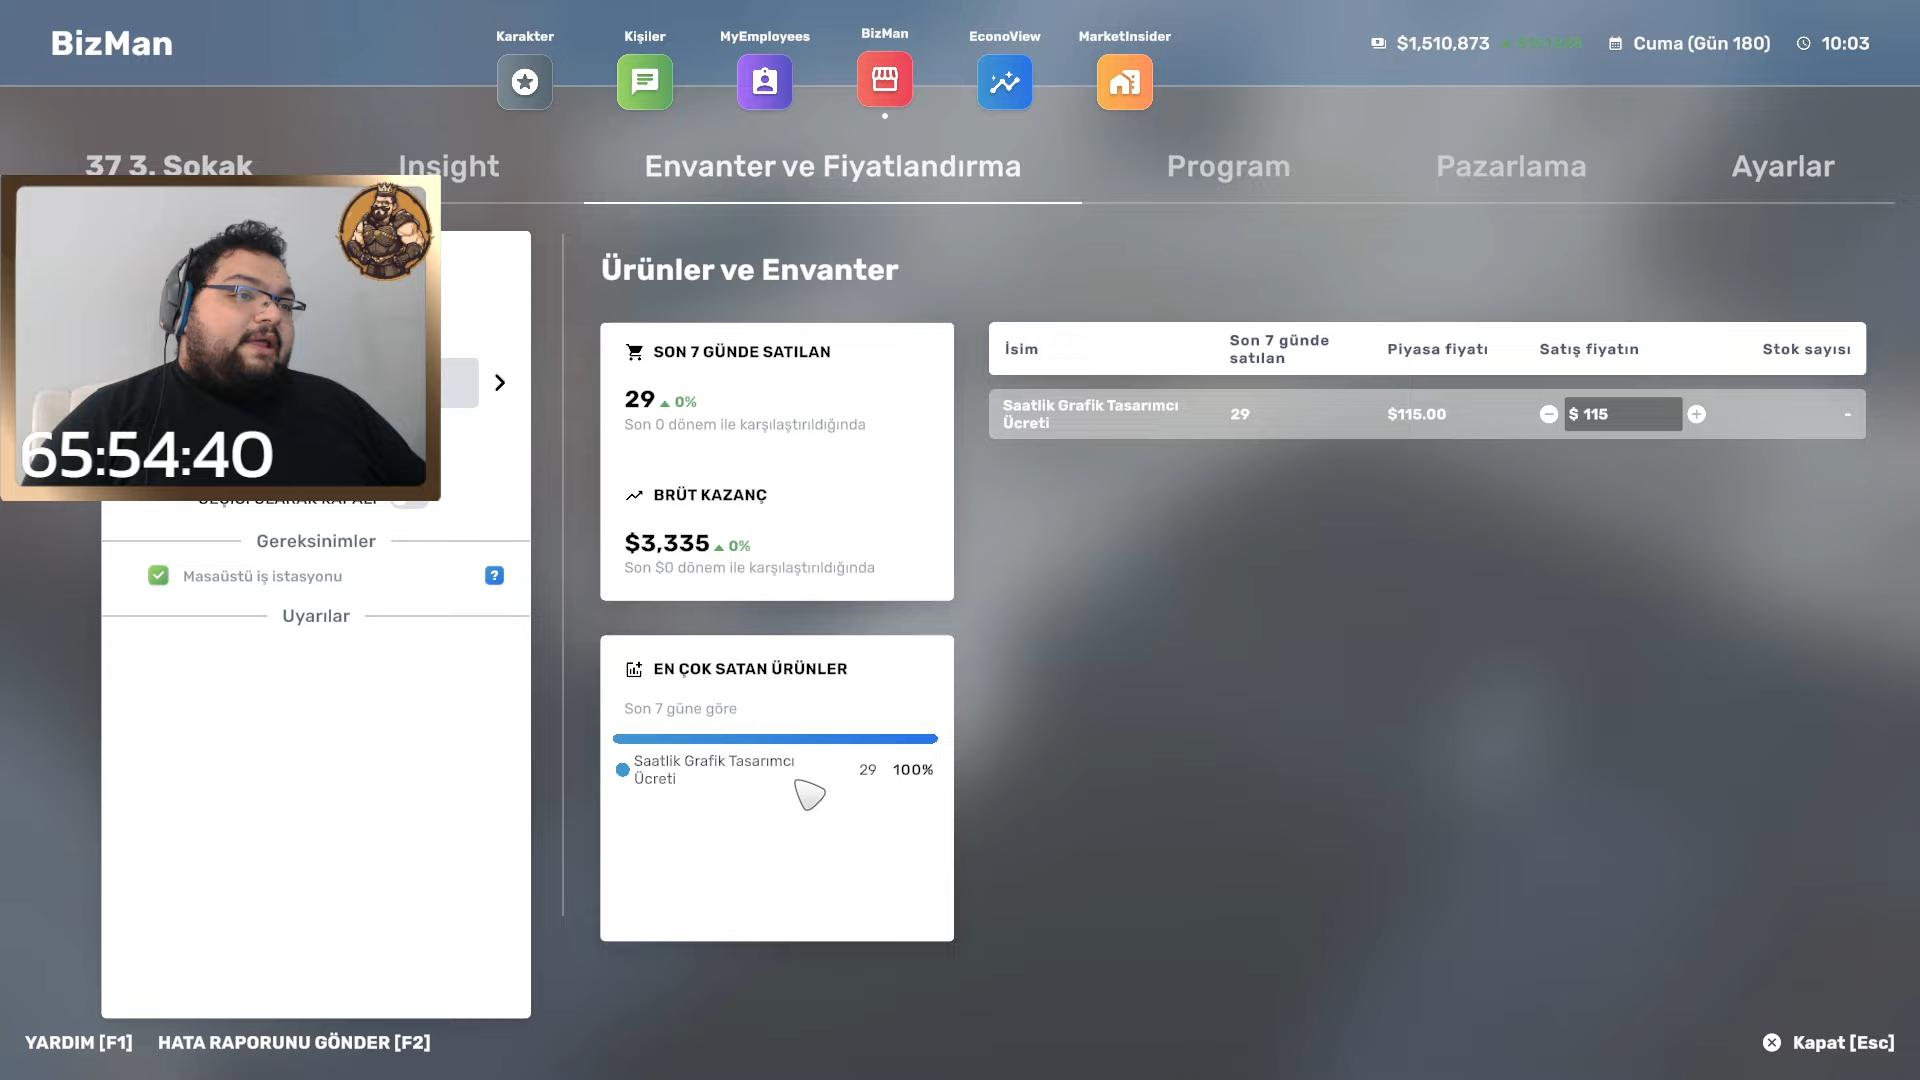 BizMan
Karakter
Kişiler
MyEmployees
BizMan
EconoView
MarketInsider
$1,510,873
Cuma (Gün 180)
10:03
37 3. Sokak
Insight
Envanter ve Fiyatlandırma
Program
Pazarlama
Ayarlar
65:54:40
Gereksinimler
Masaüstü iş istasyonu
?
Uyarılar
Ürünler ve Envanter
SON 7 GÜNDE SATILAN
29 0%
Son 0 dönem ile karşılaştırıldığında
BRÜT KAZANÇ
$3,335 0%
Son $0 dönem ile karşılaştırıldığında
EN ÇOK SATAN ÜRÜNLER
Son 7 güne göre
Saatlik Grafik Tasarımcı
Ücreti
29 100%
İsim
Son 7 günde
satılan
Piyasa fiyatı
Satış fiyatın
Stok sayısı
Saatlik Grafik Tasarımcı
Ücreti
29
$115.00
$ 115
-
YARDIM [F1]
HATA RAPORUNU GÖNDER [F2]
Kapat [Esc]